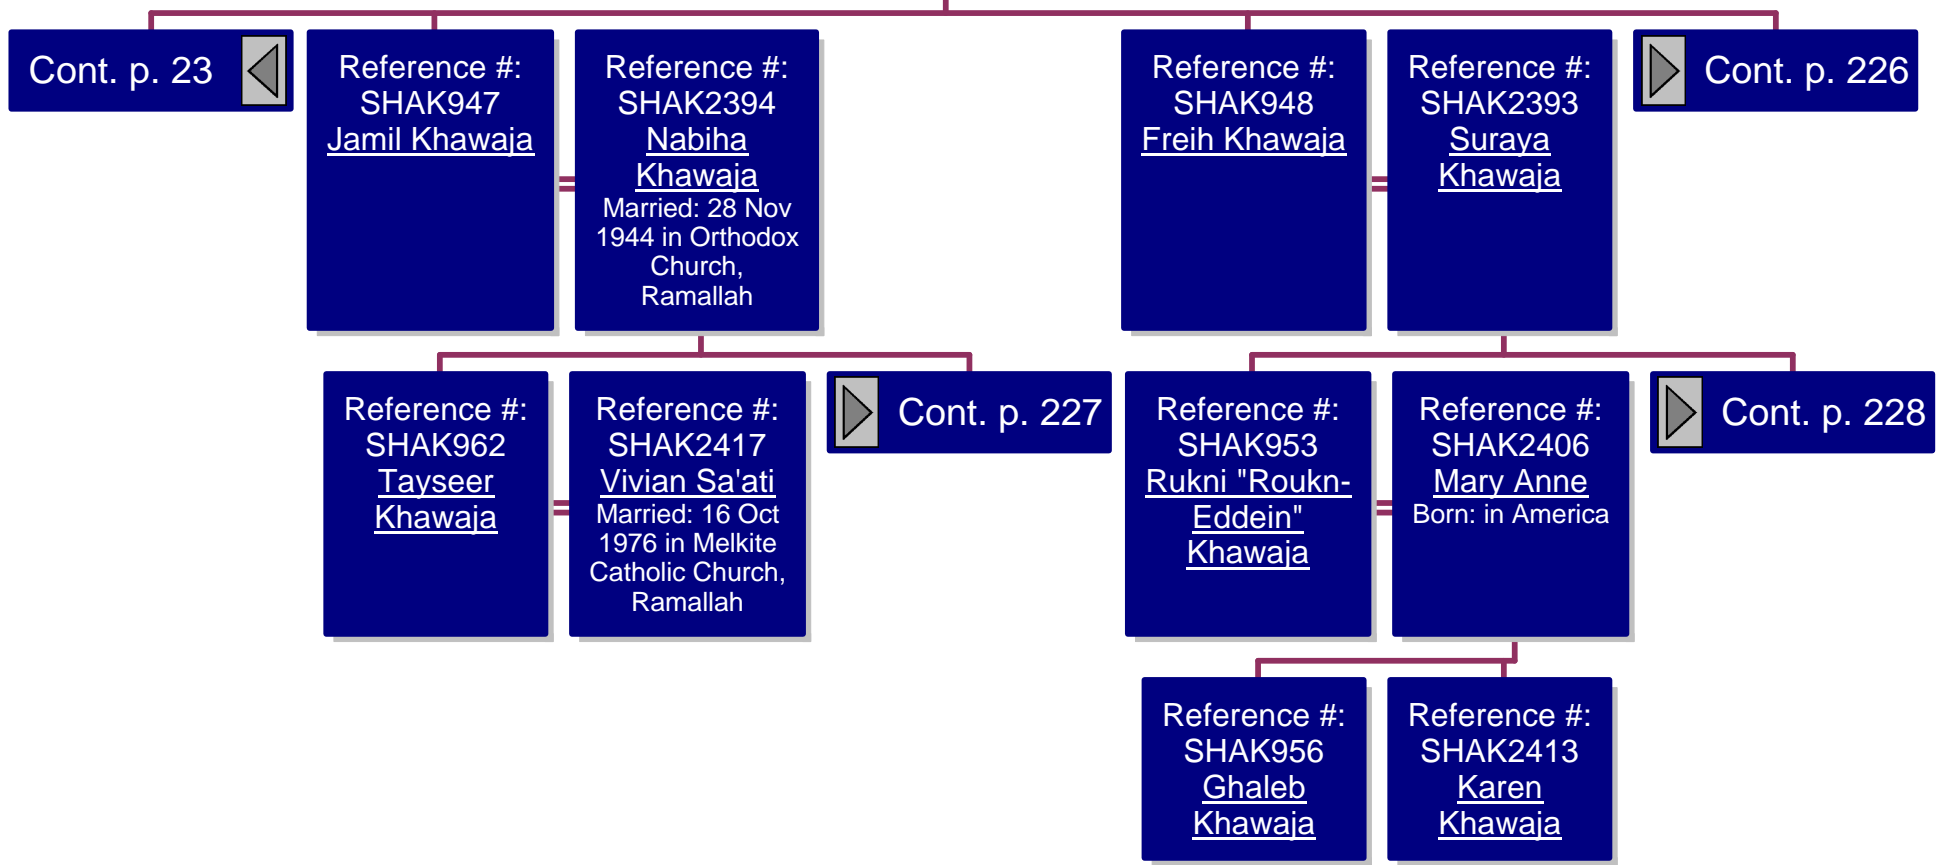 Cont. p. 23
Reference #:
SHAK947
Jamil Khawaja
Reference #:
SHAK2394
Nabiha
Khawaja
Married: 28 Nov
1944 in Orthodox
Church,
Ramallah
Reference #:
SHAK948
Freih Khawaja
Reference #:
SHAK2393
Suraya
Khawaja
Cont. p. 226
Reference #:
SHAK962
Tayseer
Khawaja
Reference #:
SHAK2417
Vivian Sa'ati
Married: 16 Oct
1976 in Melkite
Catholic Church,
Ramallah
Cont. p. 227
Reference #:
SHAK953
Rukni "Roukn-
Eddein"
Khawaja
Reference #:
SHAK2406
Mary Anne
Born: in America
Cont. p. 228
Reference #:
SHAK956
Ghaleb
Khawaja
Reference #:
SHAK2413
Karen
Khawaja